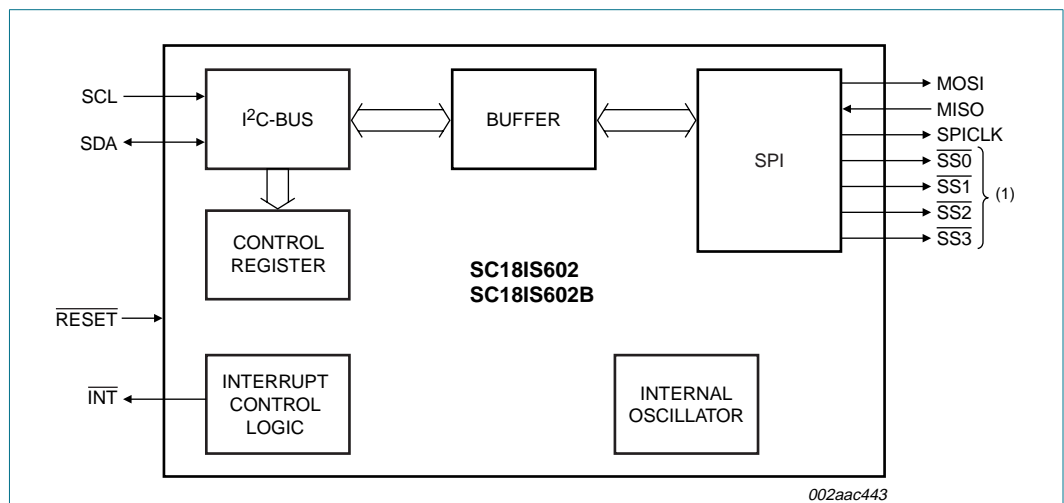 SCL
SDA
I²C-BUS
BUFFER
SPI
MOSI
MISO
SPICLK
SS0
SS1
SS2
SS3
(1)
CONTROL
REGISTER
SC18IS602
SC18IS602B
RESET
INT
INTERRUPT
CONTROL
LOGIC
INTERNAL
OSCILLATOR
002aac443